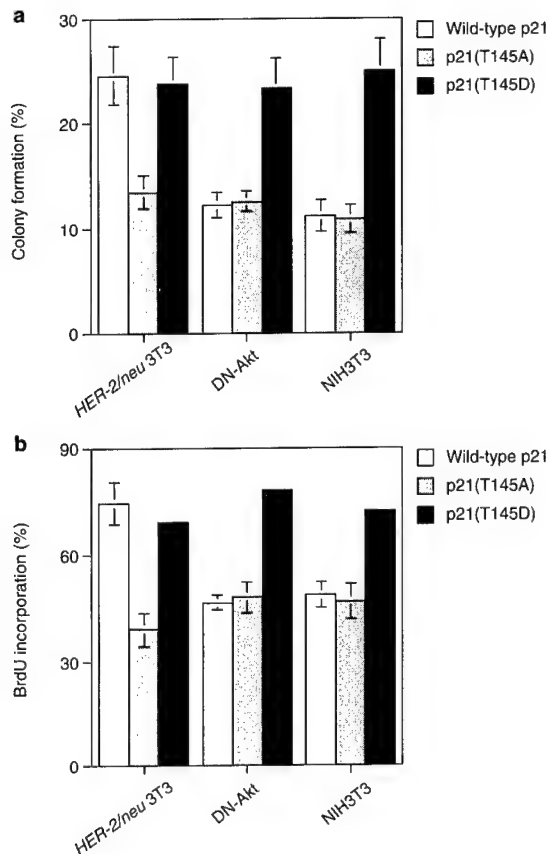 a
Wild-type p21
p21(T145A)
p21(T145D)
Colony formation (%)
30
20
10
0
HER-2/neu 3T3
DN-Akt
NIH3T3
b
Wild-type p21
p21(T145A)
p21(T145D)
BrdU incorporation (%)
90
60
30
0
HER-2/neu 3T3
DN-Akt
NIH3T3